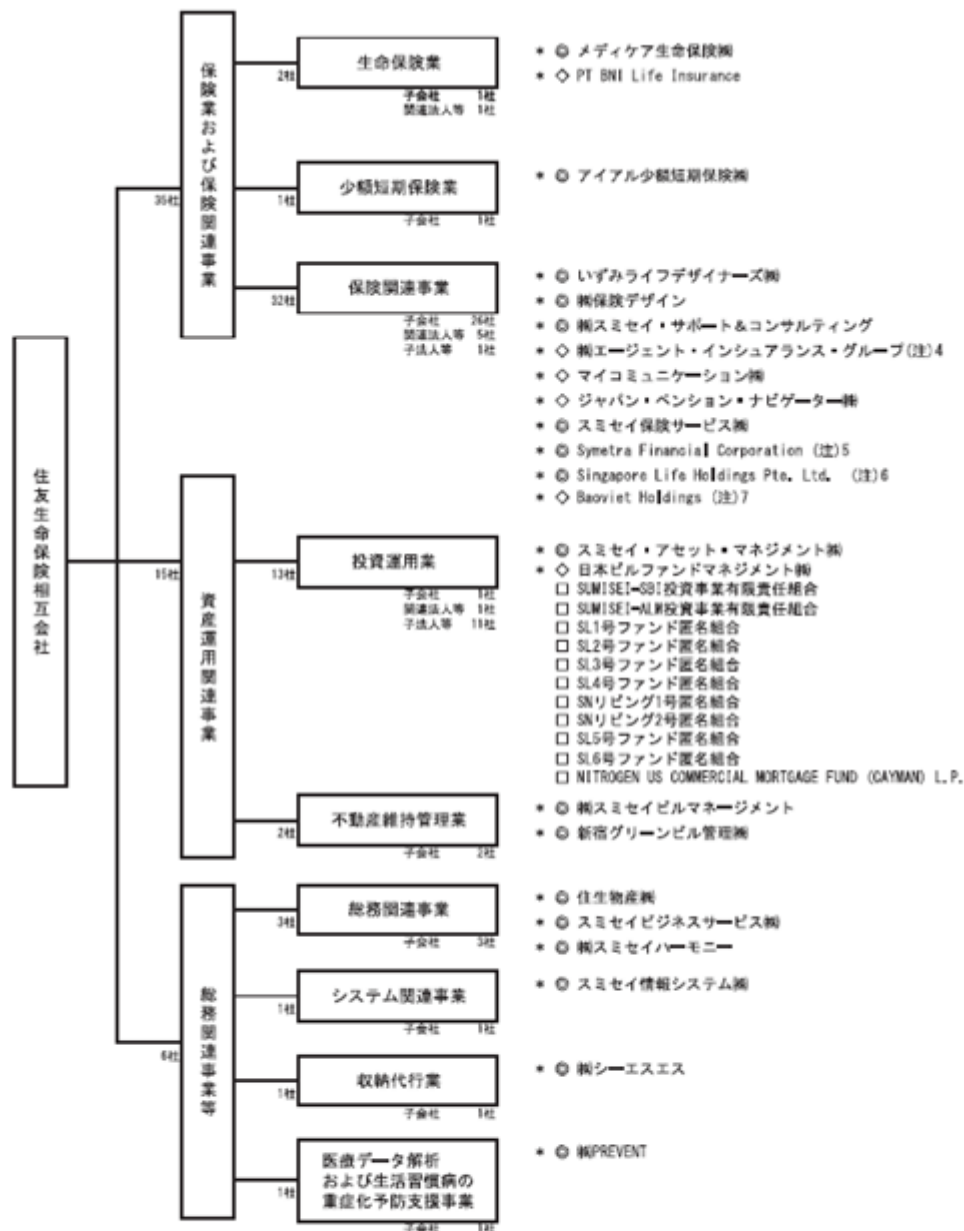 住友生命保険相互会社
35社
保険業および保険関連事業
2社
生命保険業
子会社 1社
関連法人等 1社
* ◎ メディケア生命保険㈱
* ◇ PT BNI Life Insurance
1社
少額短期保険業
子会社 1社
* ◎ アイアル少額短期保険㈱
32社
保険関連事業
子会社 26社
関連法人等 5社
子法人等 1社
* ◎ いずみライフデザイナーズ㈱
* ◎ ㈱保険デザイン
* ◎ ㈱スミセイ・サポート&コンサルティング
* ◇ ㈱エージェント・インシュアランス・グループ(注)4
* ◇ マイコミュニケーション㈱
* ◇ ジャパン・ペンション・ナビゲーター㈱
* ◎ スミセイ保険サービス㈱
* ◎ Symetra Financial Corporation (注)5
* ◎ Singapore Life Holdings Pte. Ltd. (注)6
* ◇ Baoviet Holdings (注)7
15社
資産運用関連事業
13社
投資運用業
子会社 1社
関連法人等 1社
子法人等 11社
* ◎ スミセイ・アセット・マネジメント㈱
* ◇ 日本ビルファンドマネジメント㈱
□ SUMISEI-SBI投資事業有限責任組合
□ SUMISEI-ALM投資事業有限責任組合
□ SL1号ファンド匿名組合
□ SL2号ファンド匿名組合
□ SL3号ファンド匿名組合
□ SL4号ファンド匿名組合
□ SNリビング1号匿名組合
□ SNリビング2号匿名組合
□ SL5号ファンド匿名組合
□ SL6号ファンド匿名組合
□ NITROGEN US COMMERCIAL MORTGAGE FUND (CAYMAN) L.P.
2社
不動産維持管理業
子会社 2社
* ◎ ㈱スミセイビルマネージメント
* ◎ 新宿グリーンビル管理㈱
6社
総務関連事業等
3社
総務関連事業
子会社 3社
* ◎ 住生物産㈱
* ◎ スミセイビジネスサービス㈱
* ◎ ㈱スミセイハーモニー
1社
システム関連事業
子会社 1社
* ◎ スミセイ情報システム㈱
1社
収納代行業
子会社 1社
* ◎ ㈱シーエスエス
1社
医療データ解析
および生活習慣病の
重症化予防支援事業
子会社 1社
* ◎ ㈱PREVENT